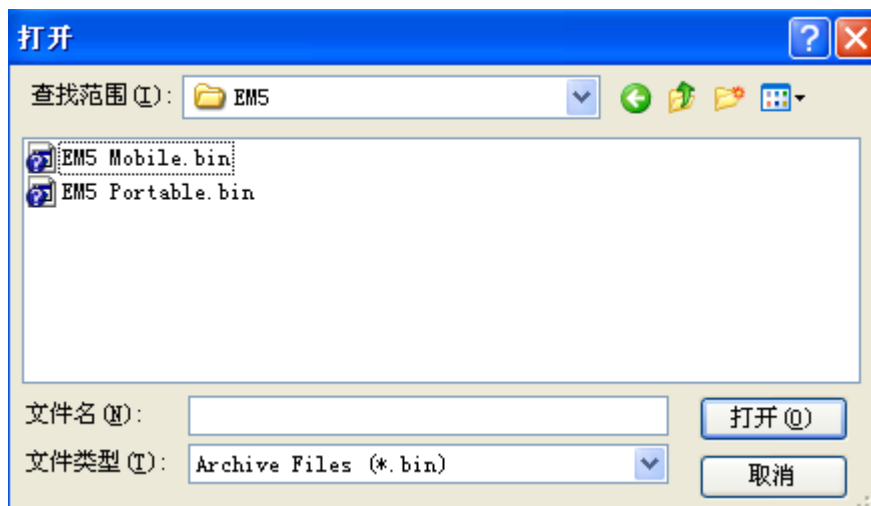 打开
查找范围(I): EM5
EM5 Mobile.bin
EM5 Portable.bin
文件名(N): 打开(O)
文件类型(T): Archive Files (*.bin)
取消